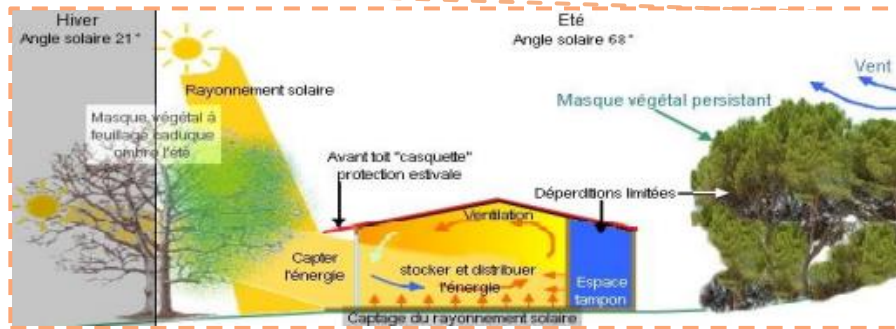 Hiver
Angle solaire 21°
Eté
Angle solaire 68°
Vent
Rayonnement solaire
Masque végétal persistant
Masque végétal à
feuillage caduque
ombre l'été
Avant toit "casquette"
protection estivale
Déperditions limitées
Ventilation
Capter
l'énergie
stocker et distribuer
l'énergie
Espace
tampon
Captage du rayonnement solaire